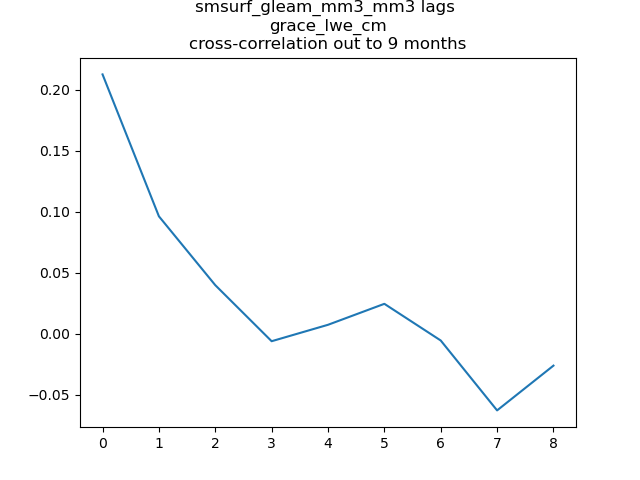 smsurf_gleam_mm3_mm3 lags
grace_lwe_cm
cross-correlation out to 9 months
0.20
0.15
0.10
0.05
0.00
−0.05
0 1 2 3 4 5 6 7 8